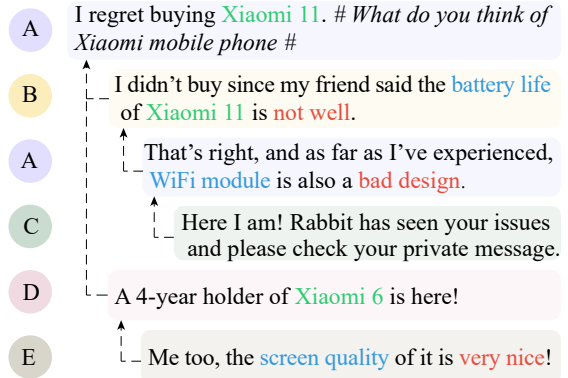 A
I regret buying Xiaomi 11. # What do you think of
Xiaomi mobile phone #
B
I didn't buy since my friend said the battery life
of Xiaomi 11 is not well.
A
That's right, and as far as I've experienced,
WiFi module is also a bad design.
C
Here I am! Rabbit has seen your issues
and please check your private message.
D
A 4-year holder of Xiaomi 6 is here!
E
Me too, the screen quality of it is very nice!